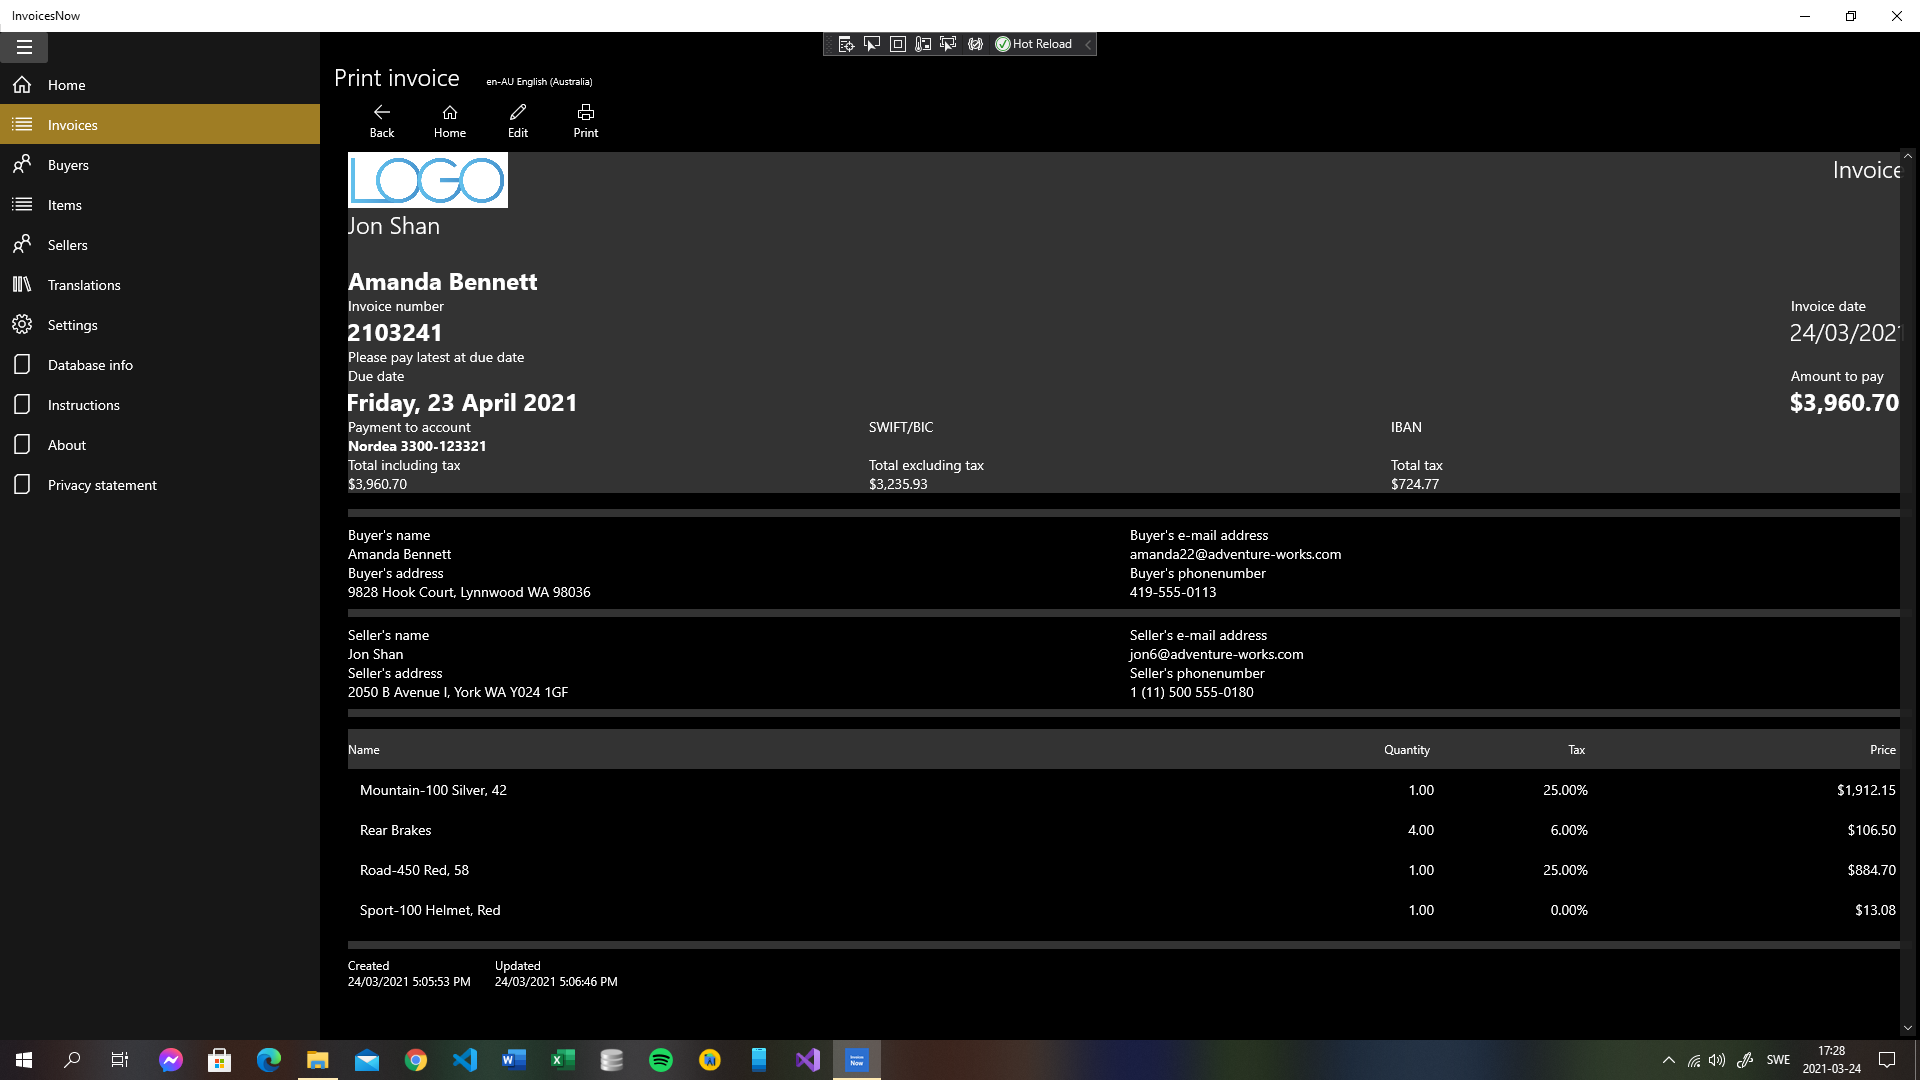 InvoicesNow
Hot Reload
Home
Invoices
Buyers
Items
Sellers
Translations
Settings
Database info
Instructions
About
Privacy statement
Print invoice en-AU English (Australia)
Back Home Edit Print
LOGO Invoice
Jon Shan
Amanda Bennett
Invoice number Invoice date
2103241 24/03/2021
Please pay latest at due date
Due date Amount to pay
Friday, 23 April 2021 $3,960.70
Payment to account SWIFT/BIC IBAN
Nordea 3300-123321
Total including tax Total excluding tax Total tax
$3,960.70 $3,235.93 $724.77
Buyer's name Buyer's e-mail address
Amanda Bennett amanda22@adventure-works.com
Buyer's address Buyer's phonenumber
9828 Hook Court, Lynnwood WA 98036 419-555-0113
Seller's name Seller's e-mail address
Jon Shan jon6@adventure-works.com
Seller's address Seller's phonenumber
2050 B Avenue I, York WA Y024 1GF 1 (11) 500 555-0180
Name Quantity Tax Price
Mountain-100 Silver, 42 1.00 25.00% $1,912.15
Rear Brakes 4.00 6.00% $106.50
Road-450 Red, 58 1.00 25.00% $884.70
Sport-100 Helmet, Red 1.00 0.00% $13.08
Created Updated
24/03/2021 5:05:53 PM 24/03/2021 5:06:46 PM
SWE 17:28
2021-03-24